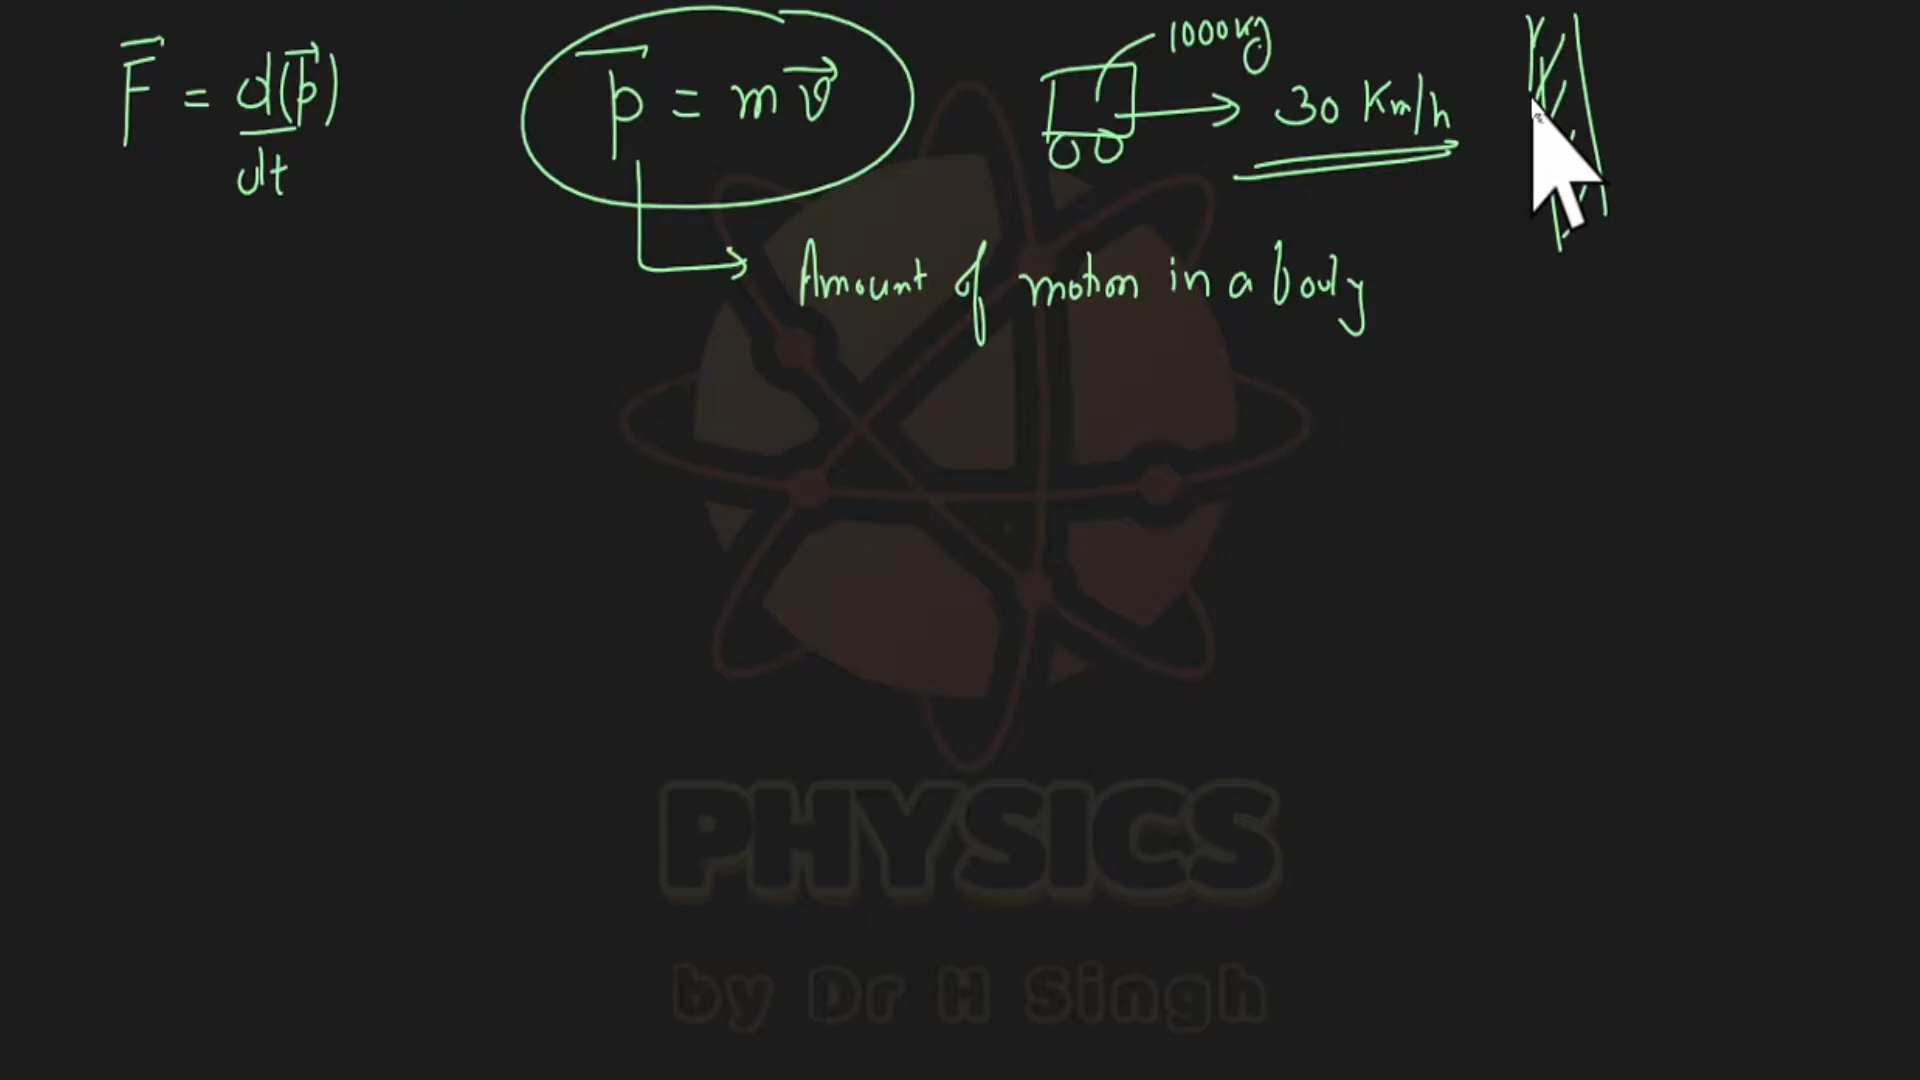 F⃗ = d(p⃗)/dt
p⃗ = mv⃗
1000kg
30 Km/h
Amount of motion in a body
PHYSICS
by Dr H Singh